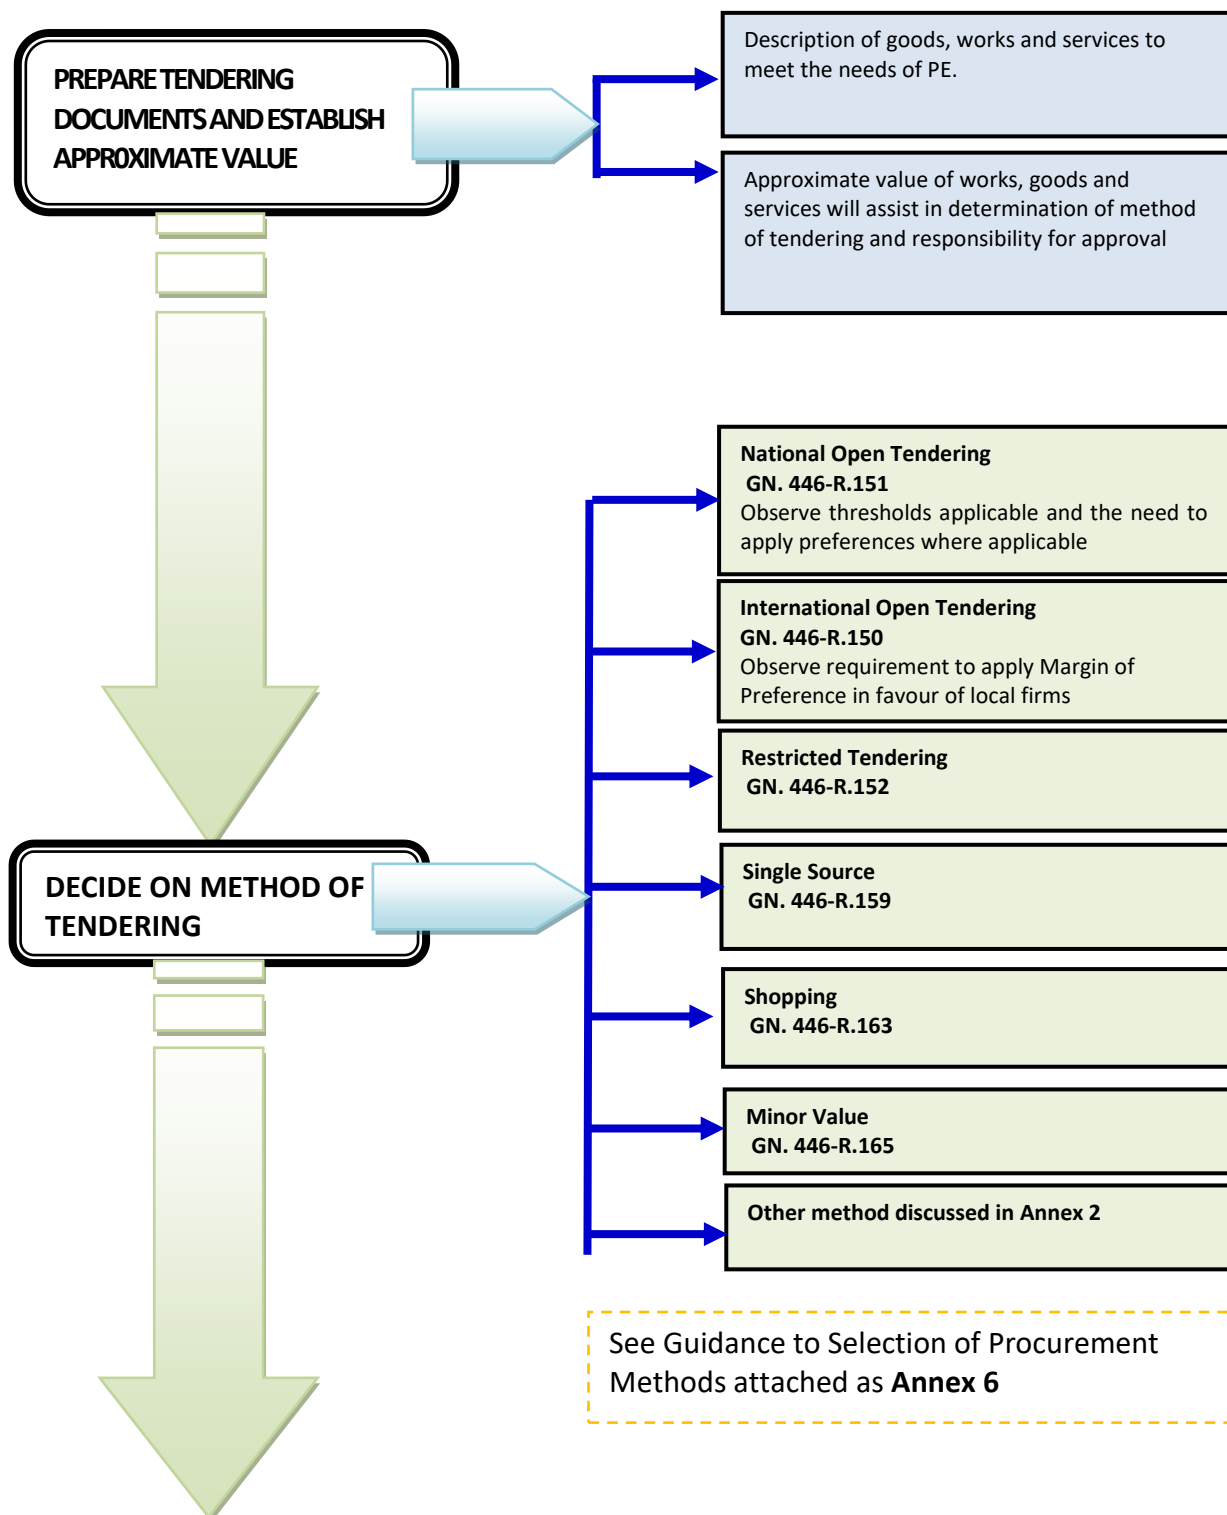 PREPARE TENDERING
DOCUMENTS AND ESTABLISH
APPR0XIMATE VALUE
Description of goods, works and services to
meet the needs of PE.
Approximate value of works, goods and
services will assist in determination of method
of tendering and responsibility for approval
DECIDE ON METHOD OF
TENDERING
National Open Tendering
GN. 446-R.151
Observe thresholds applicable and the need to
apply preferences where applicable
International Open Tendering
GN. 446-R.150
Observe requirement to apply Margin of
Preference in favour of local firms
Restricted Tendering
GN. 446-R.152
Single Source
GN. 446-R.159
Shopping
GN. 446-R.163
Minor Value
GN. 446-R.165
Other method discussed in Annex 2
See Guidance to Selection of Procurement
Methods attached as Annex 6